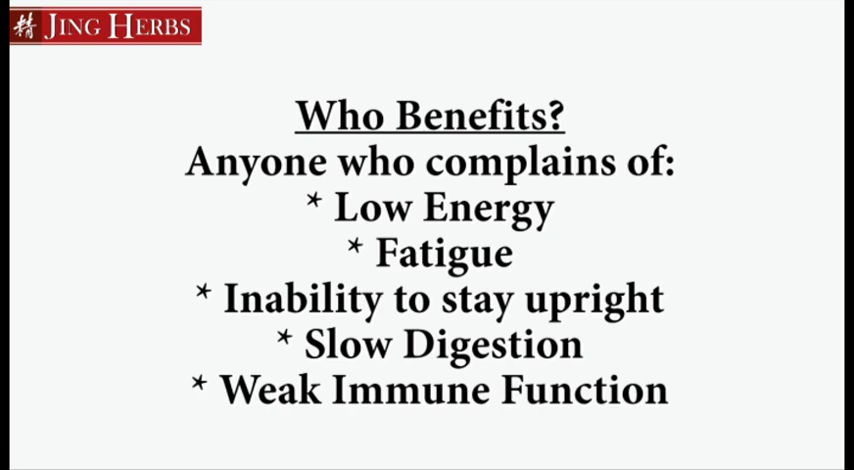 精 JING HERBS
Who Benefits?
Anyone who complains of:
* Low Energy
* Fatigue
* Inability to stay upright
* Slow Digestion
* Weak Immune Function